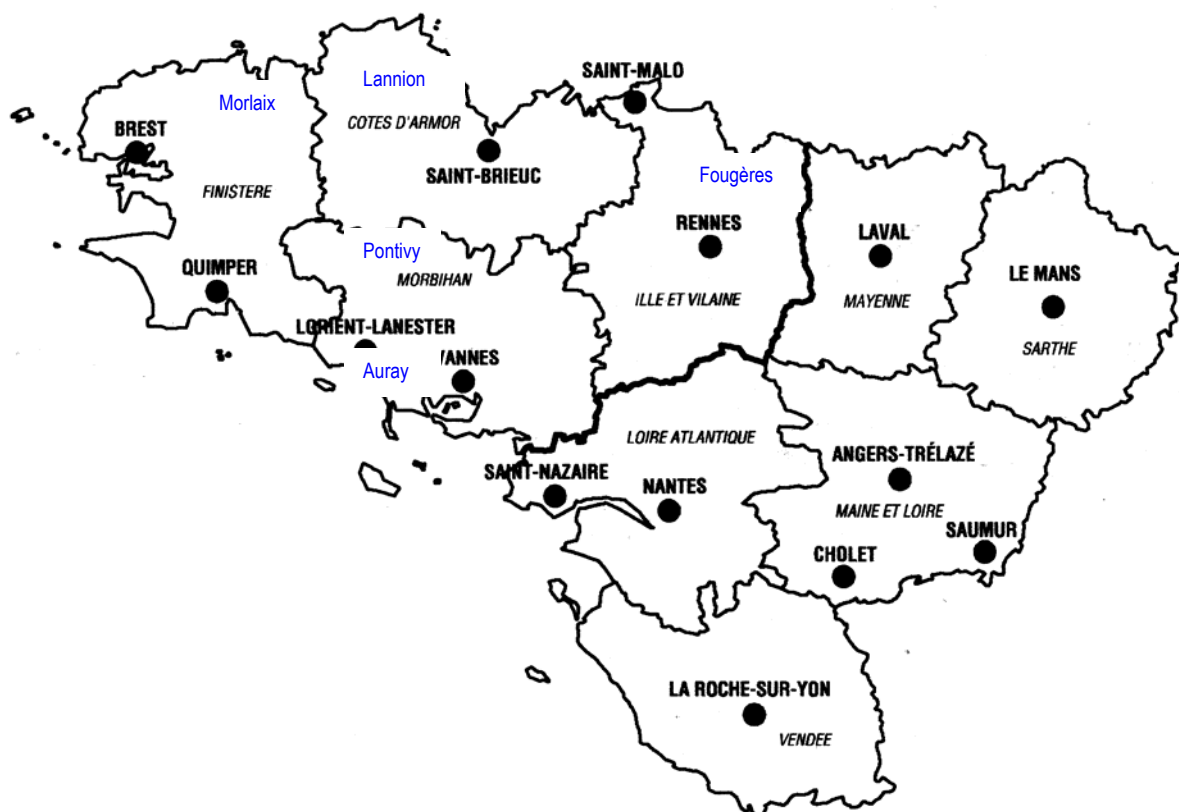 SAINT-MALO
Lannion
Morlaix
COTES D'ARMOR
BREST
SAINT-BRIEUC
Fougères
FINISTERE
RENNES
LAVAL
Pontivy
QUIMPER
MORBIHAN
ILLE ET VILAINE
MAYENNE
LE MANS
LORIENT-LANESTER
SARTHE
VANNES
Auray
LOIRE ATLANTIQUE
ANGERS-TRÉLAZÉ
SAINT-NAZAIRE
NANTES
MAINE ET LOIRE
SAUMUR
CHOLET
LA ROCHE-SUR-YON
VENDEE